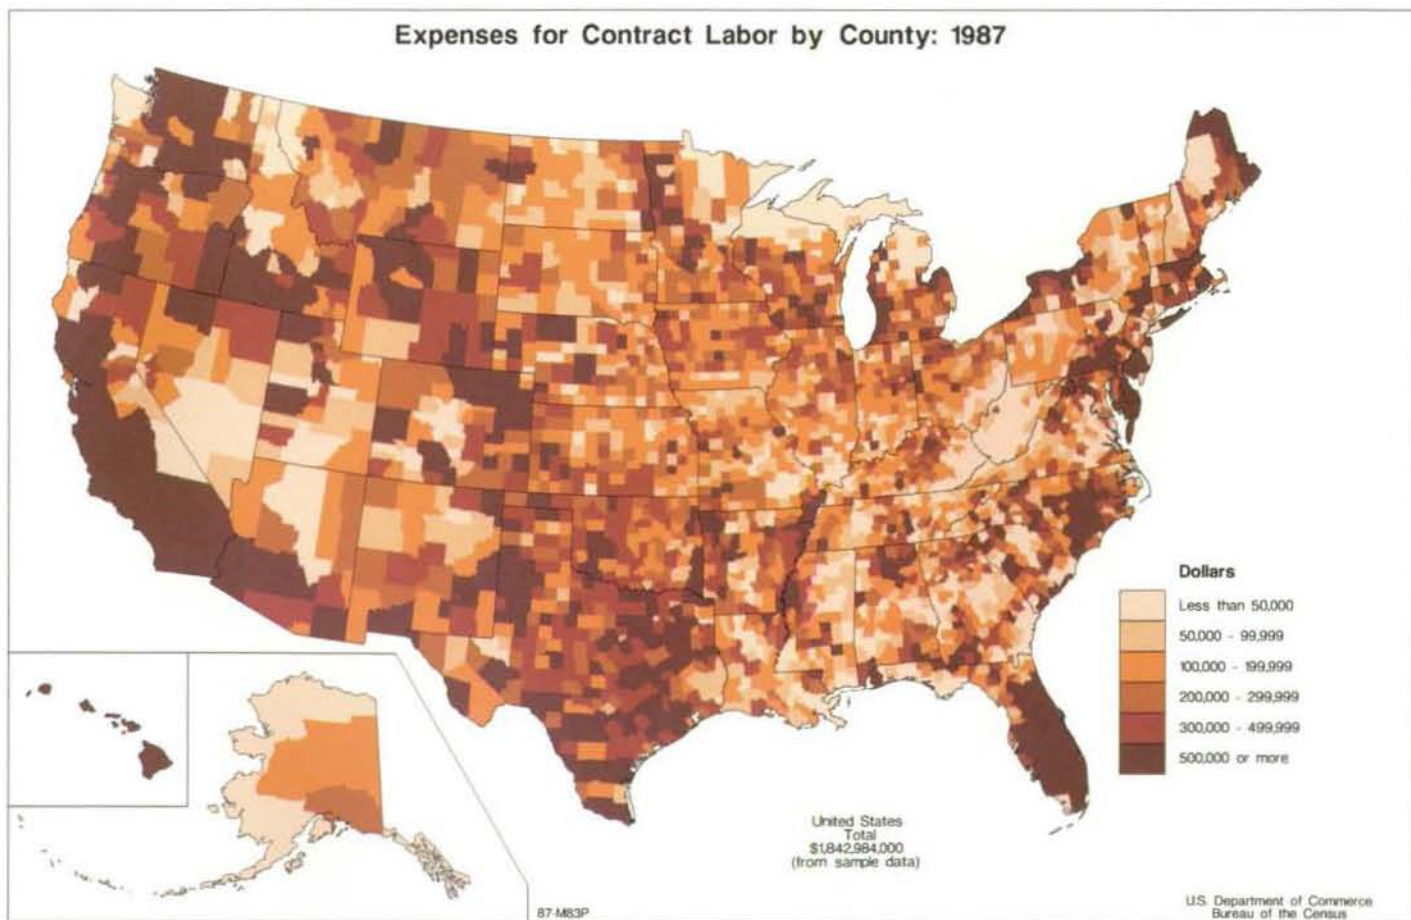 Expenses for Contract Labor by County: 1987
Dollars
Less than 50,000
50,000 - 99,999
100,000 - 199,999
200,000 - 299,999
300,000 - 499,999
500,000 or more
United States
Total
$1,842,984,000
(from sample data)
87-M83P
U.S. Department of Commerce
Bureau of the Census